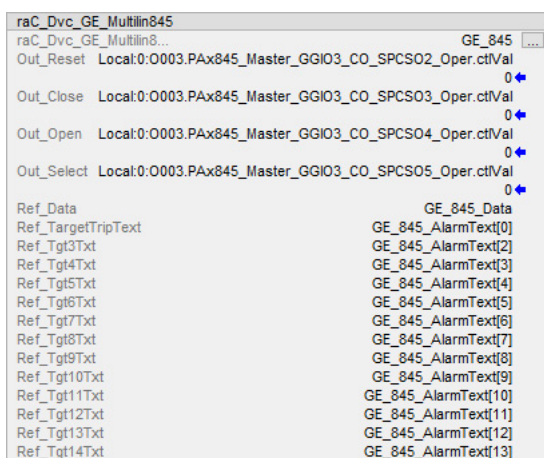 raC_Dvc_GE_Multilin845
raC_Dvc_GE_Multilin8... GE_845 ...
Out_Reset Local:0:O003.PAx845_Master_GGIO3_CO_SPCSO2_Oper.ctlVal
0
Out_Close Local:0:O003.PAx845_Master_GGIO3_CO_SPCSO3_Oper.ctlVal
0
Out_Open Local:0:O003.PAx845_Master_GGIO3_CO_SPCSO4_Oper.ctlVal
0
Out_Select Local:0:O003.PAx845_Master_GGIO3_CO_SPCSO5_Oper.ctlVal
0
Ref_Data GE_845_Data
Ref_TargetTripText GE_845_AlarmText[0]
Ref_Tgt3Txt GE_845_AlarmText[2]
Ref_Tgt4Txt GE_845_AlarmText[3]
Ref_Tgt5Txt GE_845_AlarmText[4]
Ref_Tgt6Txt GE_845_AlarmText[5]
Ref_Tgt7Txt GE_845_AlarmText[6]
Ref_Tgt8Txt GE_845_AlarmText[7]
Ref_Tgt9Txt GE_845_AlarmText[8]
Ref_Tgt10Txt GE_845_AlarmText[9]
Ref_Tgt11Txt GE_845_AlarmText[10]
Ref_Tgt12Txt GE_845_AlarmText[11]
Ref_Tgt13Txt GE_845_AlarmText[12]
Ref_Tgt14Txt GE_845_AlarmText[13]